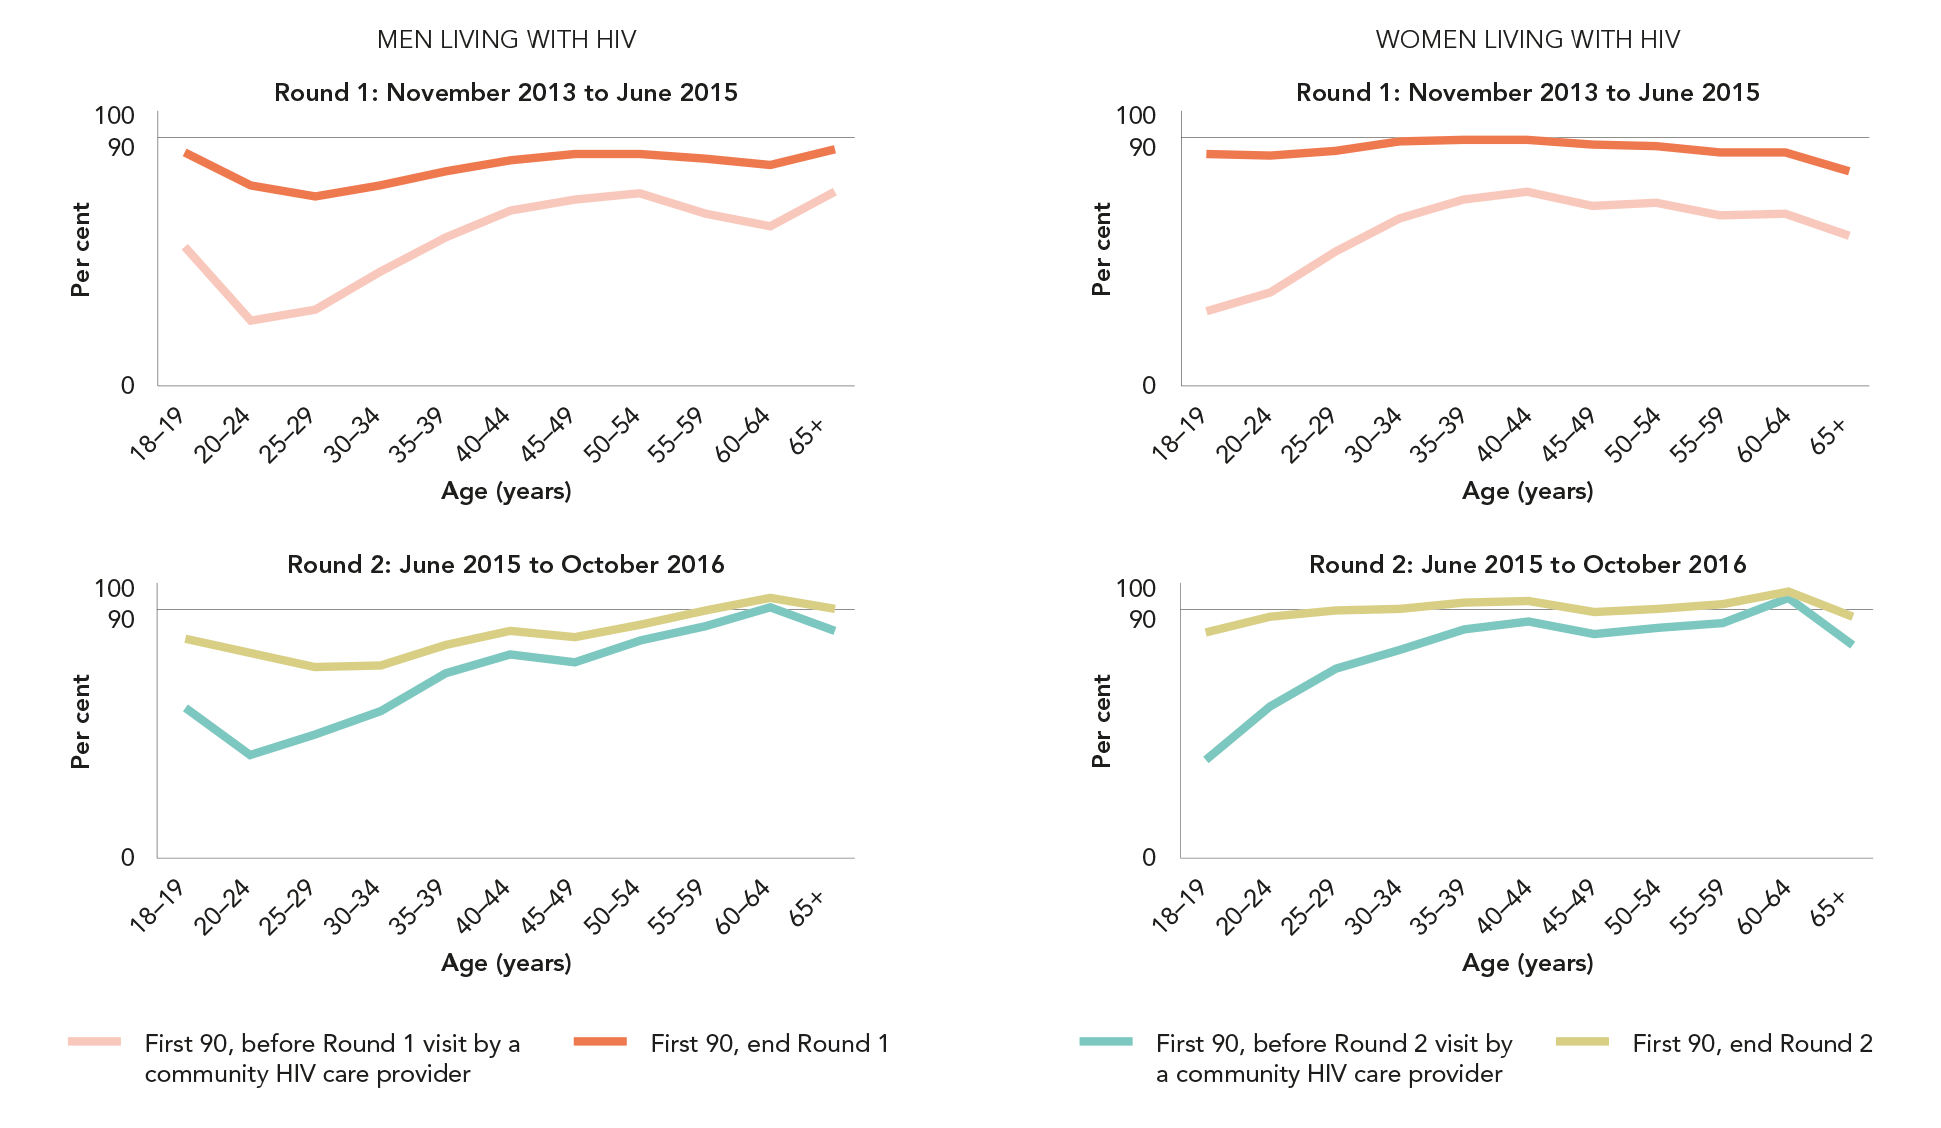 MEN LIVING WITH HIV
Round 1: November 2013 to June 2015
100
90
Per cent
0
18–19
20–24
25–29
30–34
35–39
40–44
45–49
50–54
55–59
60–64
65+
Age (years)
WOMEN LIVING WITH HIV
Round 1: November 2013 to June 2015
100
90
Per cent
0
18–19
20–24
25–29
30–34
35–39
40–44
45–49
50–54
55–59
60–64
65+
Age (years)
Round 2: June 2015 to October 2016
100
90
Per cent
0
18–19
20–24
25–29
30–34
35–39
40–44
45–49
50–54
55–59
60–64
65+
Age (years)
Round 2: June 2015 to October 2016
100
90
Per cent
0
18–19
20–24
25–29
30–34
35–39
40–44
45–49
50–54
55–59
60–64
65+
Age (years)
First 90, before Round 1 visit by a
community HIV care provider
First 90, end Round 1
First 90, before Round 2 visit by
a community HIV care provider
First 90, end Round 2